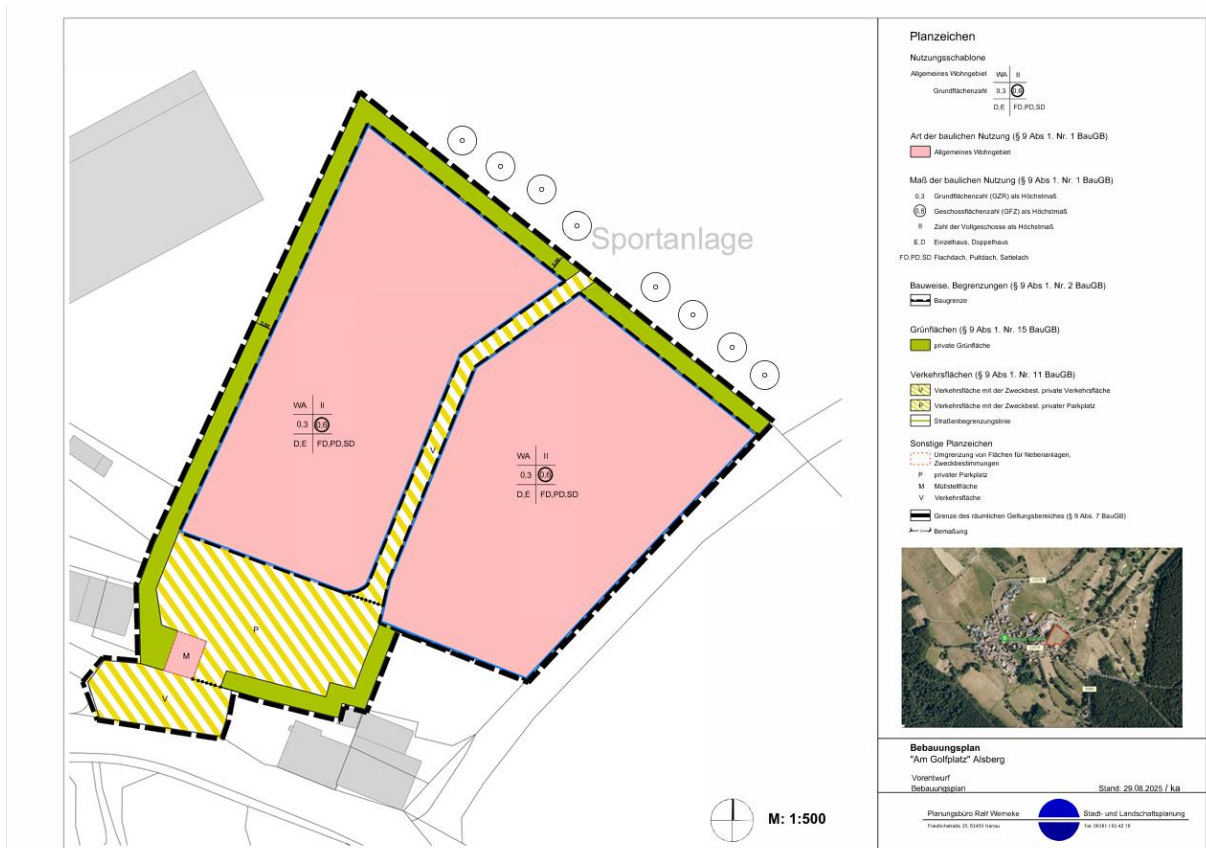 Sportanlage
3,00
3,00
WA II
0,3 0,6
D,E FD,PD,SD
V
WA II
0,3 0,6
D,E FD,PD,SD
P
M
V
M: 1:500
Planzeichen
Nutzungsschablone
Allgemeines Wohngebiet WA II
Grundflächenzahl 0,3 0,6
D,E FD,PD,SD
Art der baulichen Nutzung (§ 9 Abs 1. Nr. 1 BauGB)
Allgemeines Wohngebiet
Maß der baulichen Nutzung (§ 9 Abs 1. Nr. 1 BauGB)
0,3 Grundflächenzahl (GZR) als Höchstmaß
0,6 Geschossflächenzahl (GFZ) als Höchstmaß
II Zahl der Vollgeschosse als Höchstmaß
E,D Einzelhaus, Doppelhaus
FD,PD,SD Flachdach, Pultdach, Sattelach
Bauweise, Begrenzungen (§ 9 Abs 1. Nr. 2 BauGB)
Baugrenze
Grünflächen (§ 9 Abs 1. Nr. 15 BauGB)
private Grünfläche
Verkehrsflächen (§ 9 Abs 1. Nr. 11 BauGB)
V Verkehrsfläche mit der Zweckbest. private Verkehrsfläche
P Verkehrsfläche mit der Zweckbest. privater Parkplatz
Straßenbegrenzungslinie
Sonstige Planzeichen
Umgrenzung von Flächen für Nebenanlagen,
Zweckbestimmungen
P privater Parkplatz
M Müllstellfläche
V Verkehrsfläche
Grenze des räumlichen Geltungsbereiches (§ 9 Abs. 7 BauGB)
Bemaßung
Bebauungsplan
"Am Golfplatz" Alsberg
Vorentwurf
Bebauungsplan Stand: 29.08.2025 / ka
Planungsbüro Ralf Werneke Stadt- und Landschaftsplanung